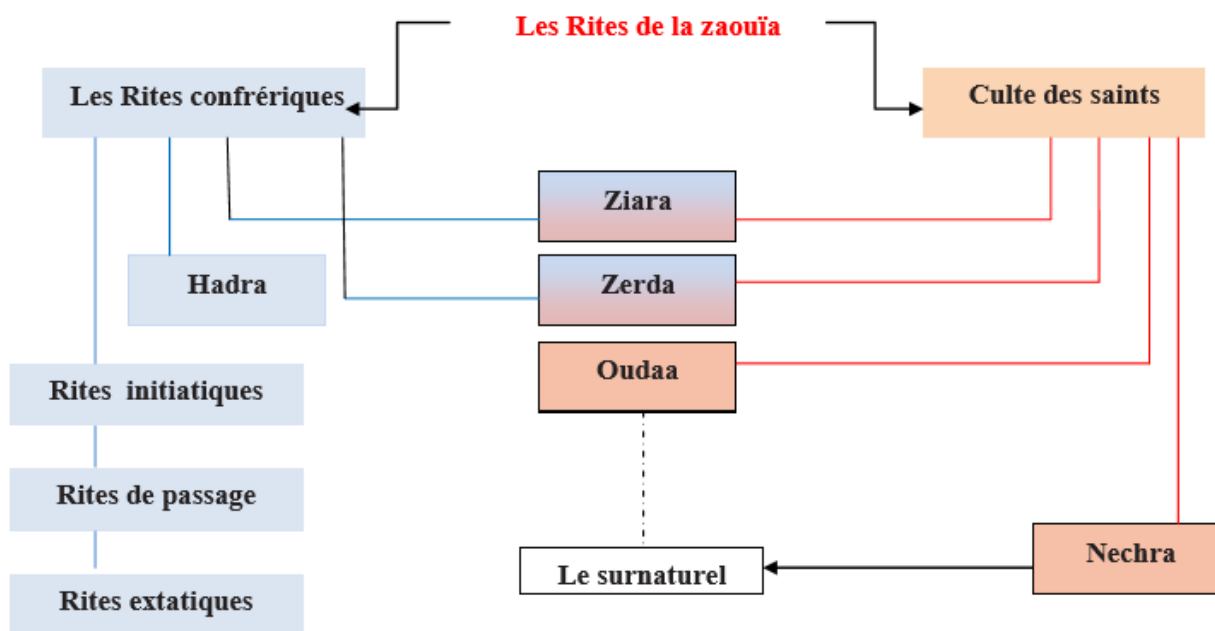 Les Rites de la zaouïa
Les Rites confrériques
Culte des saints
Ziara
Hadra
Zerda
Oudaa
Rites initiatiques
Rites de passage
Nechra
Le surnaturel
Rites extatiques